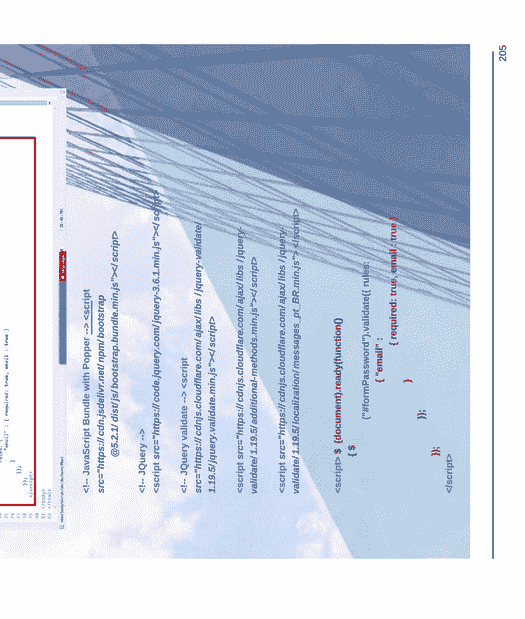 205
<!-- JavaScript Bundle with Popper --> <script
src="https://cdn.jsdelivr.net/npm/bootstrap
@5.2.1/ dist/ js/ bootstrap.bundle.min.js"></ script>
<!-- JQuery -->
<script src="https:// code.jquery.com/ jquery-3.6.1.min.js"></ script>
<!-- JQuery validate --> <script
src="https:// cdnjs.cloudflare.com/ ajax/ libs / jquery-validate/
1.19.5/ jquery.validate.min.js"></ script>
<script src="https:// cdnjs.cloudflare.com/ ajax/ libs / jquery-
validate/ 1.19.5/ additional-methods.min.js"></ script>
<script src="https:// cdnjs.cloudflare.com/ ajax/ libs / jquery-
validate/ 1.19.5/ localization/ messages_pt_BR.min.js"> </script>
<script> $ (document).ready(function()
{ $
("#formPassword").validate({ rules:
{ "email" :
{ required: true, email : true }
}
});
});
</script>